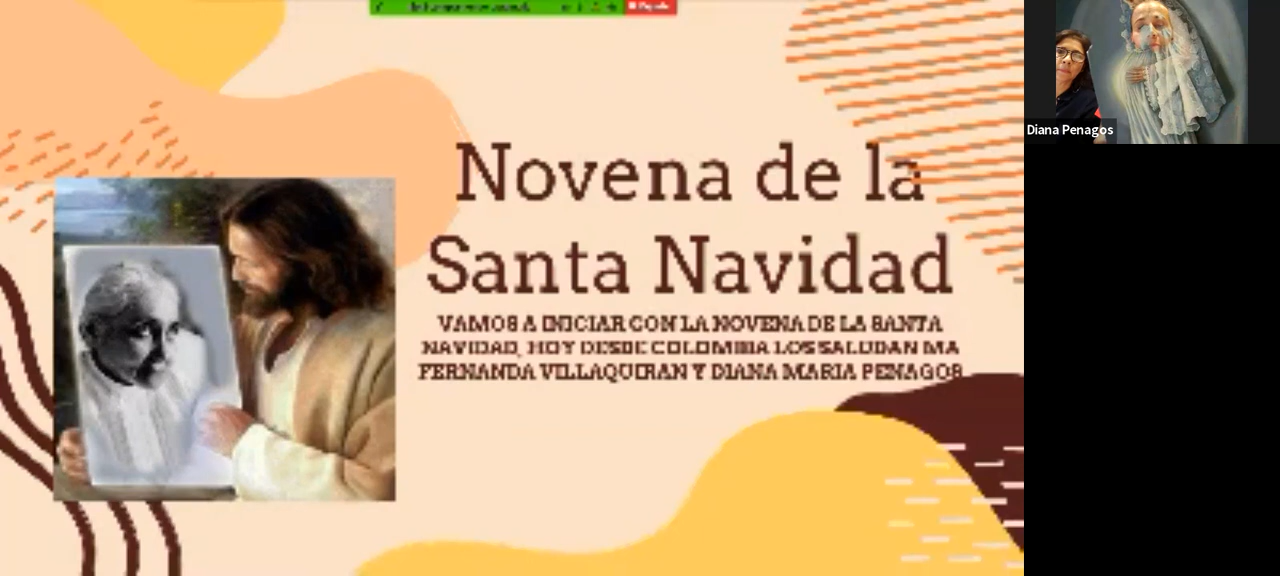 Novena de la
Santa Navidad
VAMOS A INICIAR CON LA NOVENA DE LA SANTA
NAVIDAD, HOY DESDE COLOMBIA LOS SALUDAN MA
FERNANDA VILLAQUIRAN Y DIANA MARIA PENAGOS
Diana Penagos